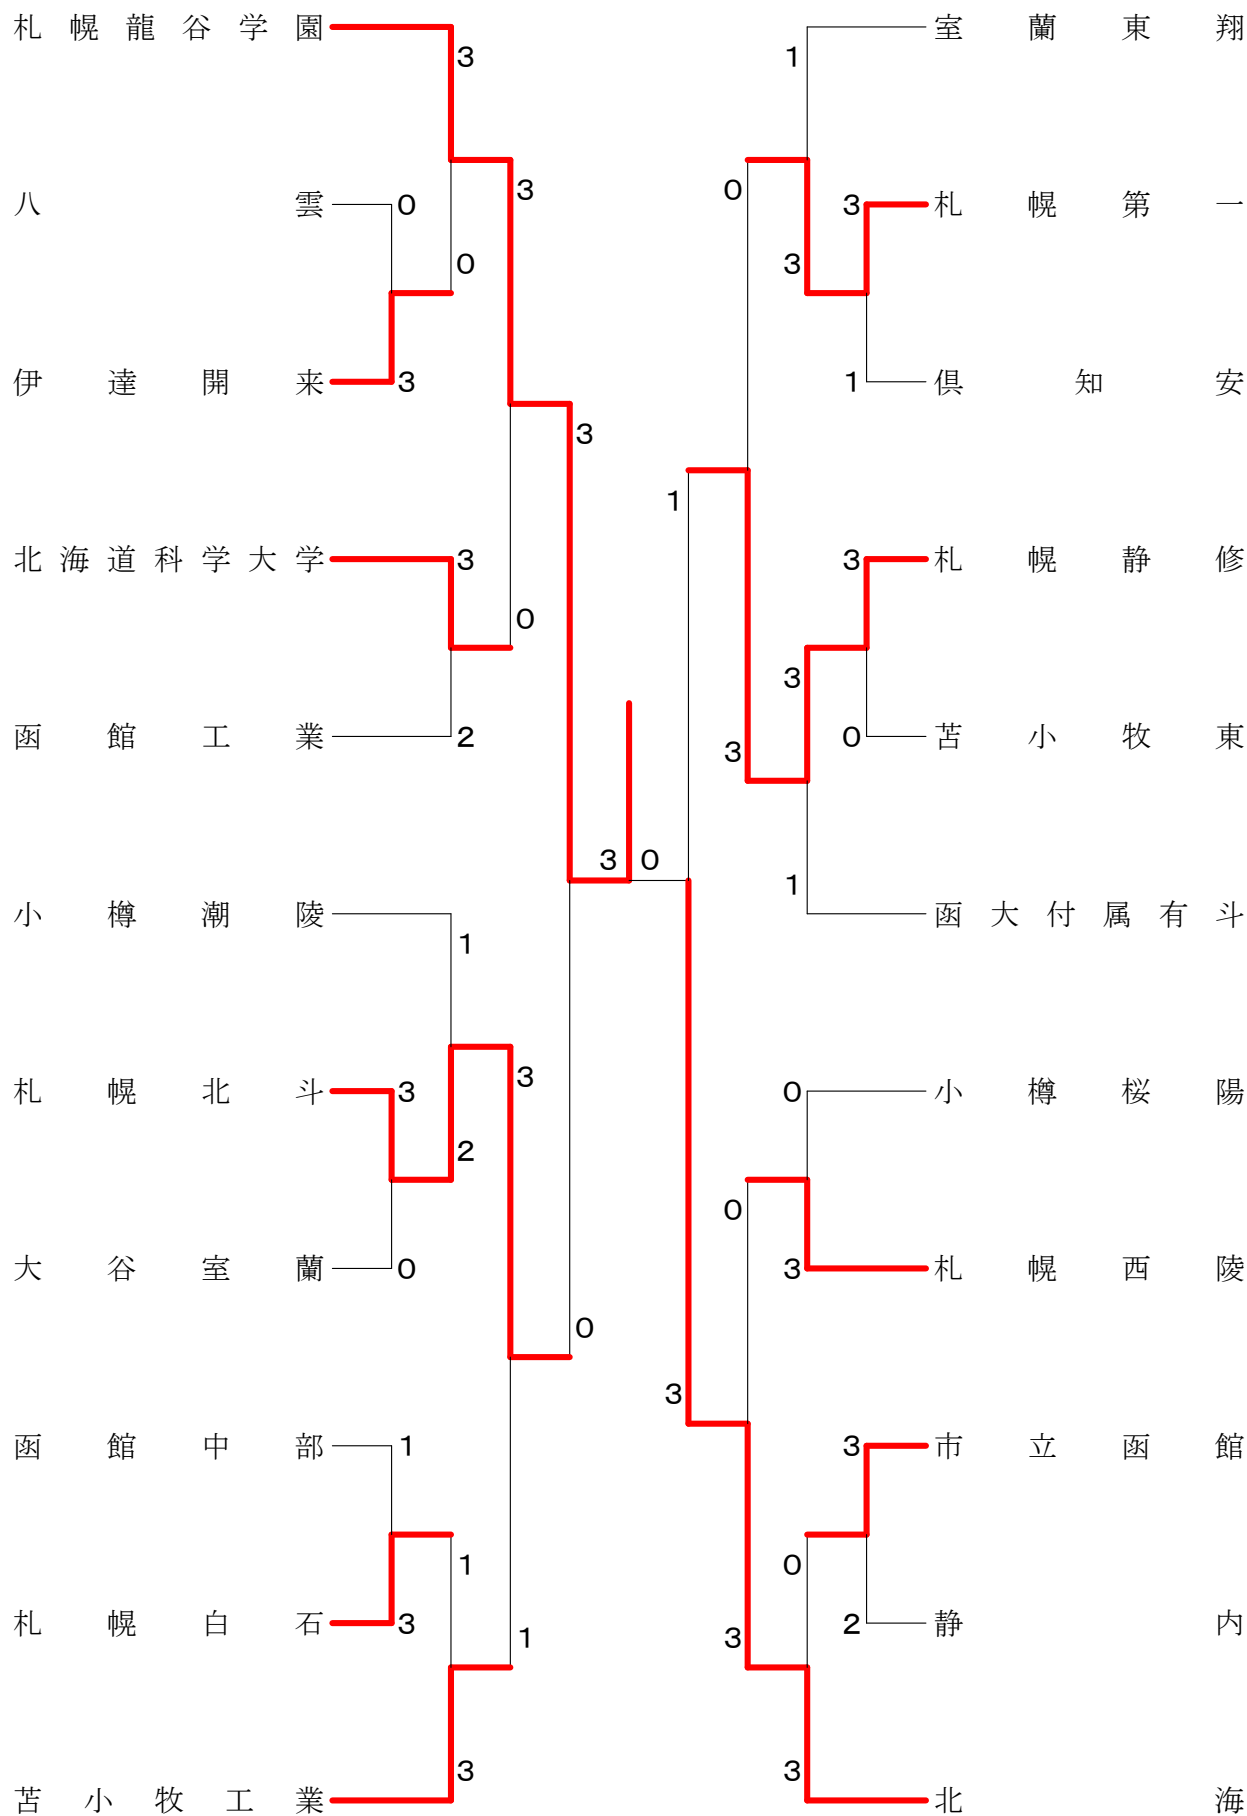 札幌龍谷学園 3 1 室蘭東翔
八雲 0 3 0 3 札幌第一
0 3
伊達開来 3 1 倶知安
3 1
北海道科学大学 3 3 札幌静修
0 3
函館工業 2 3 0 苫小牧東
3 0
小樽潮陵 1 1 函大付属有斗
札幌北斗 3 3 0 小樽桜陽
2 0
大谷室蘭 0 3 札幌西陵
0 3
函館中部 1 3 市立函館
1 0
札幌白石 3 1 3 2 静内
3 3
苫小牧工業 北海